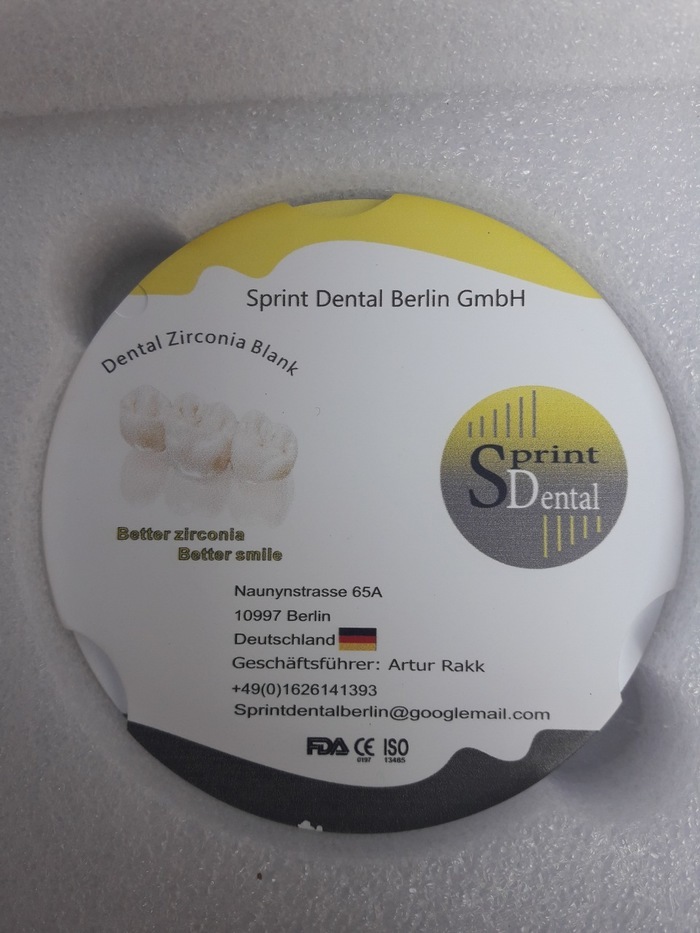 Sprint Dental Berlin GmbH
Dental Zirconia Blank
Sprint
Dental
Better zirconia
Better smile
Naunynstrasse 65A
10997 Berlin
Deutschland
Geschäftsführer: Artur Rakk
+49(0)1626141393
Sprintdentalberlin@googlemail.com
FDA CE ISO
0197 13485